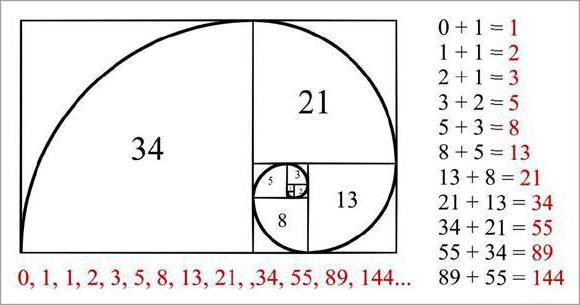 34
21
5
3
2
8
13
0 + 1 = 1
1 + 1 = 2
2 + 1 = 3
3 + 2 = 5
5 + 3 = 8
8 + 5 = 13
13 + 8 = 21
21 + 13 = 34
34 + 21 = 55
55 + 34 = 89
89 + 55 = 144
0, 1, 1, 2, 3, 5, 8, 13, 21, ,34, 55, 89, 144...